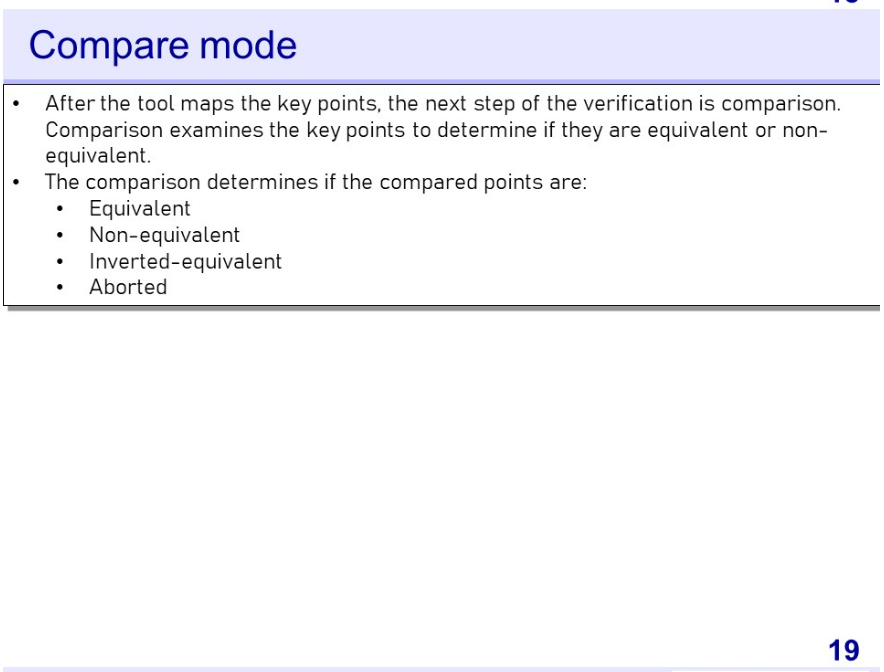 Compare mode
• After the tool maps the key points, the next step of the verification is comparison.
Comparison examines the key points to determine if they are equivalent or non-
equivalent.
• The comparison determines if the compared points are:
• Equivalent
• Non-equivalent
• Inverted-equivalent
• Aborted
19